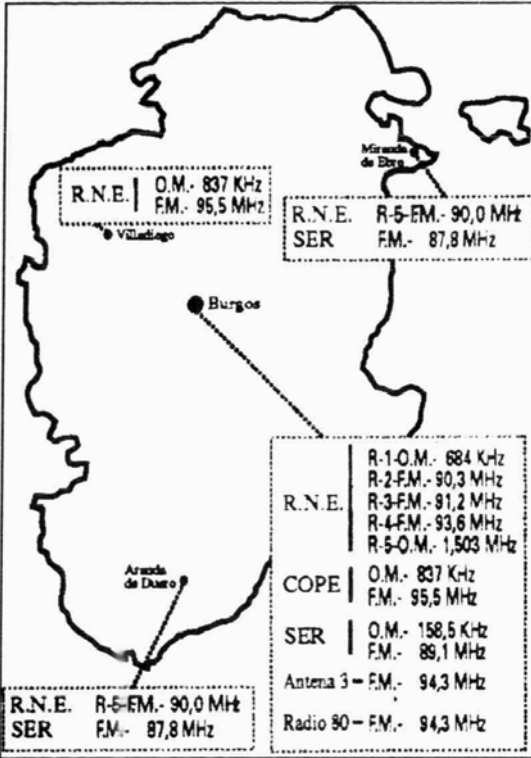 Miranda
de Ebro
R.N.E. O.M.- 837 KHz
F.M.- 95,5 MHz
Villadiego
R.N.E. R-5-F.M.- 90,0 MHz
SER F.M.- 87,8 MHz
Burgos
R.N.E.
R-1-O.M.- 684 KHz
R-2-F.M.- 90,3 MHz
R-3-F.M.- 91,2 MHz
R-4-F.M.- 93,6 MHz
R-5-O.M.- 1,503 MHz
COPE O.M.- 837 KHz
F.M.- 95,5 MHz
SER O.M.- 158,5 KHz
F.M.- 89,1 MHz
Antena 3 - F.M.- 94,3 MHz
Radio 80 - F.M.- 94,3 MHz
Aranda
de Duero
R.N.E. R-5-F.M.- 90,0 MHz
SER F.M.- 87,8 MHz